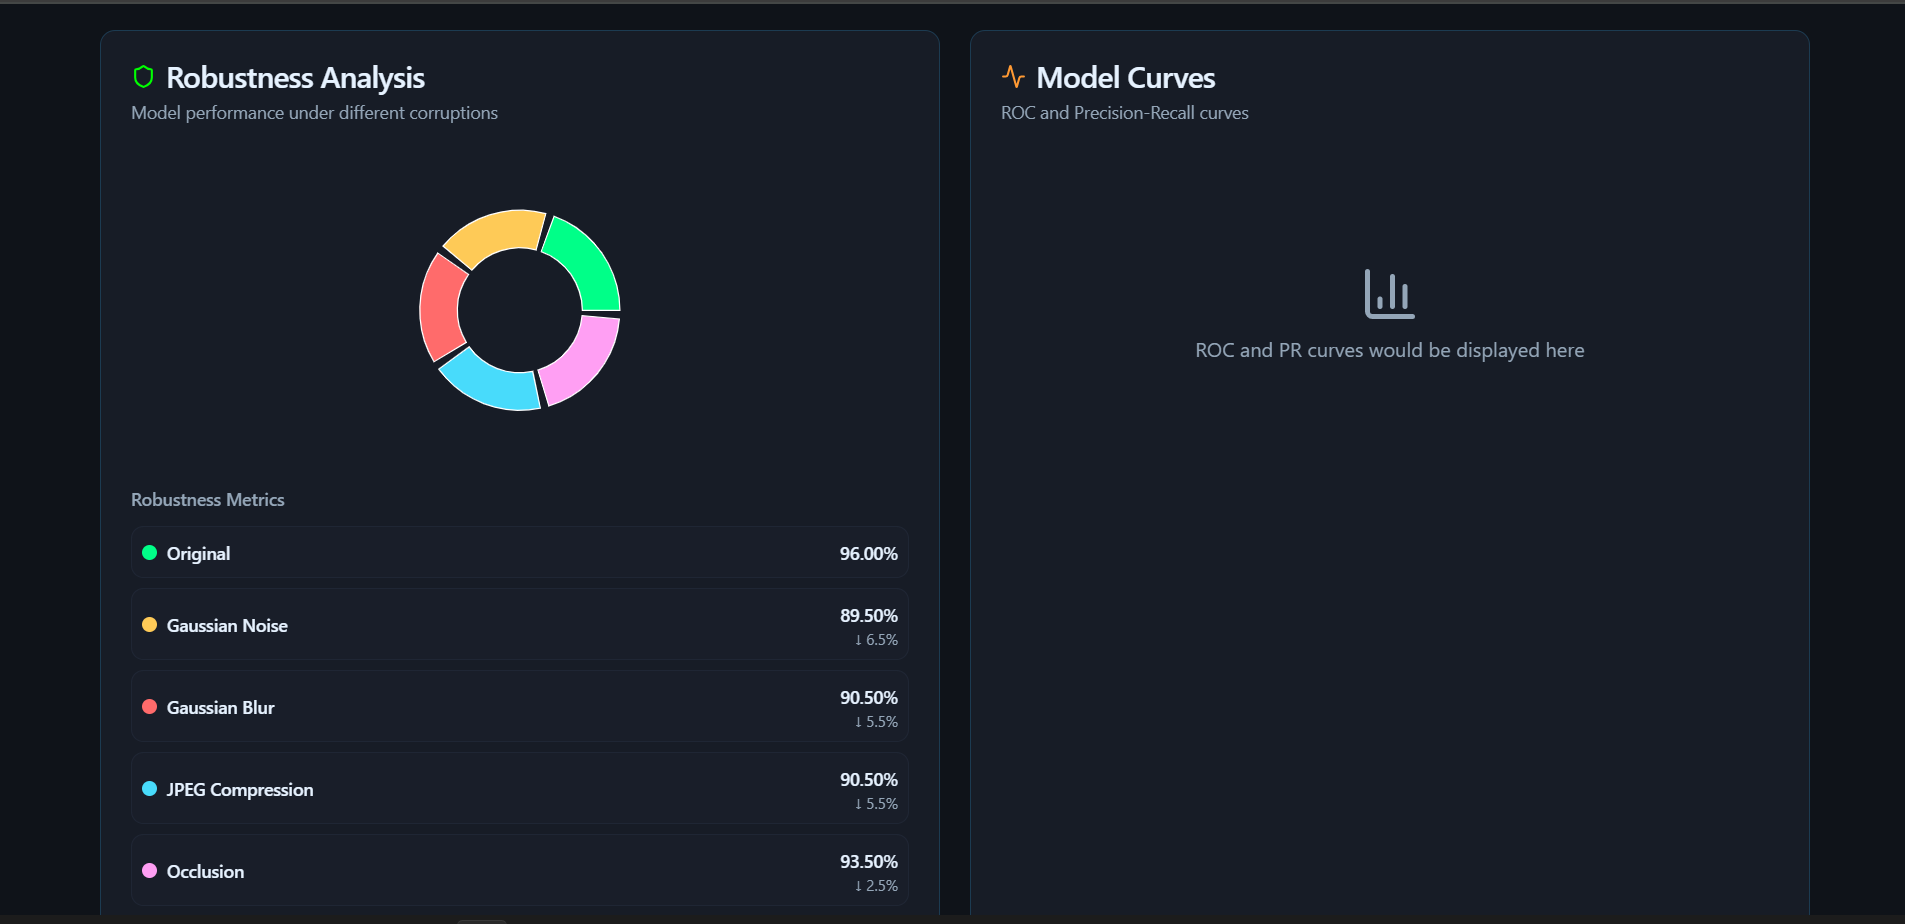 Robustness Analysis
Model performance under different corruptions
Robustness Metrics
Original 96.00%
Gaussian Noise 89.50%
↓ 6.5%
Gaussian Blur 90.50%
↓ 5.5%
JPEG Compression 90.50%
↓ 5.5%
Occlusion 93.50%
↓ 2.5%
Model Curves
ROC and Precision-Recall curves
ROC and PR curves would be displayed here